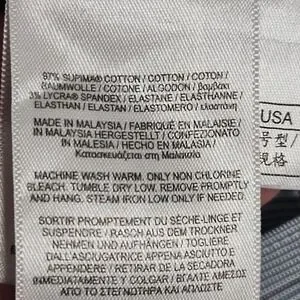 97% SUPIMA® COTTON / COTTON / COTON /
BAUMWOLLE / COTONE / ALGODON / βαμβάκι
3% LYCRA® SPANDEX / ELASTANE / ELASTHANNE /
ELASTHAN / ELASTAN / ELASTOMERO / ελαστάνη
MADE IN MALAYSIA / FABRIQUÉ EN MALAISIE /
IN MALAYSIA HERGESTELLT / CONFEZIONATO
IN MALESIA / HECHO EN MALASIA /
Κατασκευάζεται στη Μαλαισία
MACHINE WASH WARM. ONLY NON CHLORINE
BLEACH. TUMBLE DRY LOW. REMOVE PROMPTLY
AND HANG. STEAM IRON LOW ONLY IF NEEDED.
SORTIR PROMPTEMENT DU SÈCHE-LINGE ET
SUSPENDRE / RASCH AUS DEM TROCKNER
NEHMEN UND AUFHÄNGEN / TOGLIERE
DALL'ASCIUGATRICE APPENA ASCIUTTO E
APPENDERE / RETIRAR DE LA SECADORA
INMEDIATAMENTE Y COLGAR / ΒΓΑΛΤΕ ΑΜΕΣΩΣ
ΑΠΟ ΤΟ ΣΤΕΓΝΩΤΗΡΙΟ ΚΑΙ ΚΡΕΜΑΣΤΕ
USA
号型/
规格